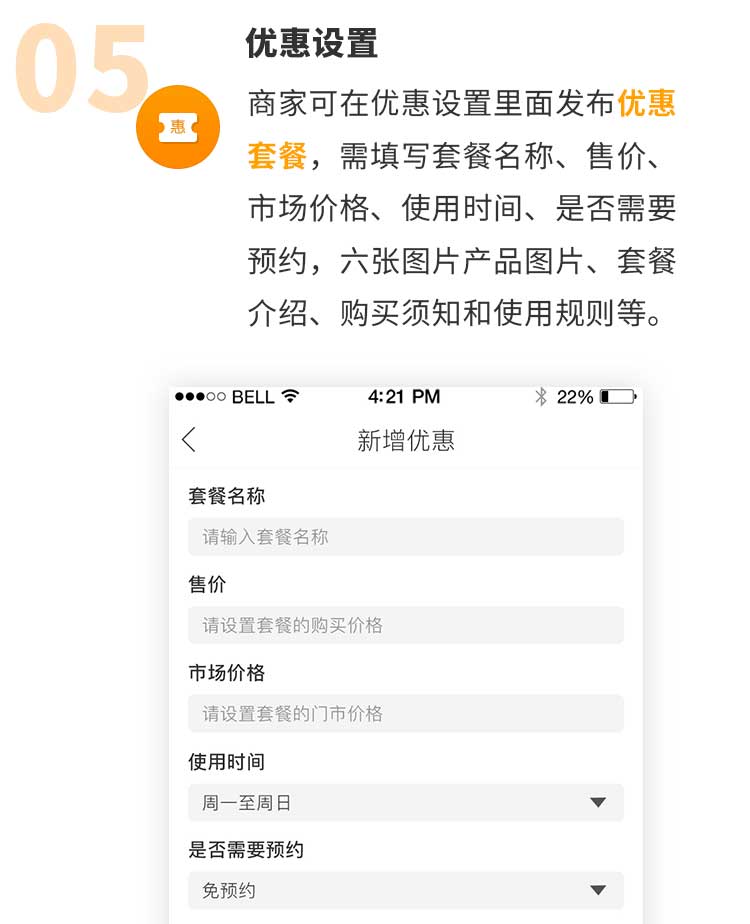 05
优惠设置
惠
商家可在优惠设置里面发布优惠
套餐，需填写套餐名称、售价、
市场价格、使用时间、是否需要
预约，六张图片产品图片、套餐
介绍、购买须知和使用规则等。
BELL 4:21 PM 22%
新增优惠
套餐名称
请输入套餐名称
售价
请设置套餐的购买价格
市场价格
请设置套餐的门市价格
使用时间
周一至周日
是否需要预约
免预约